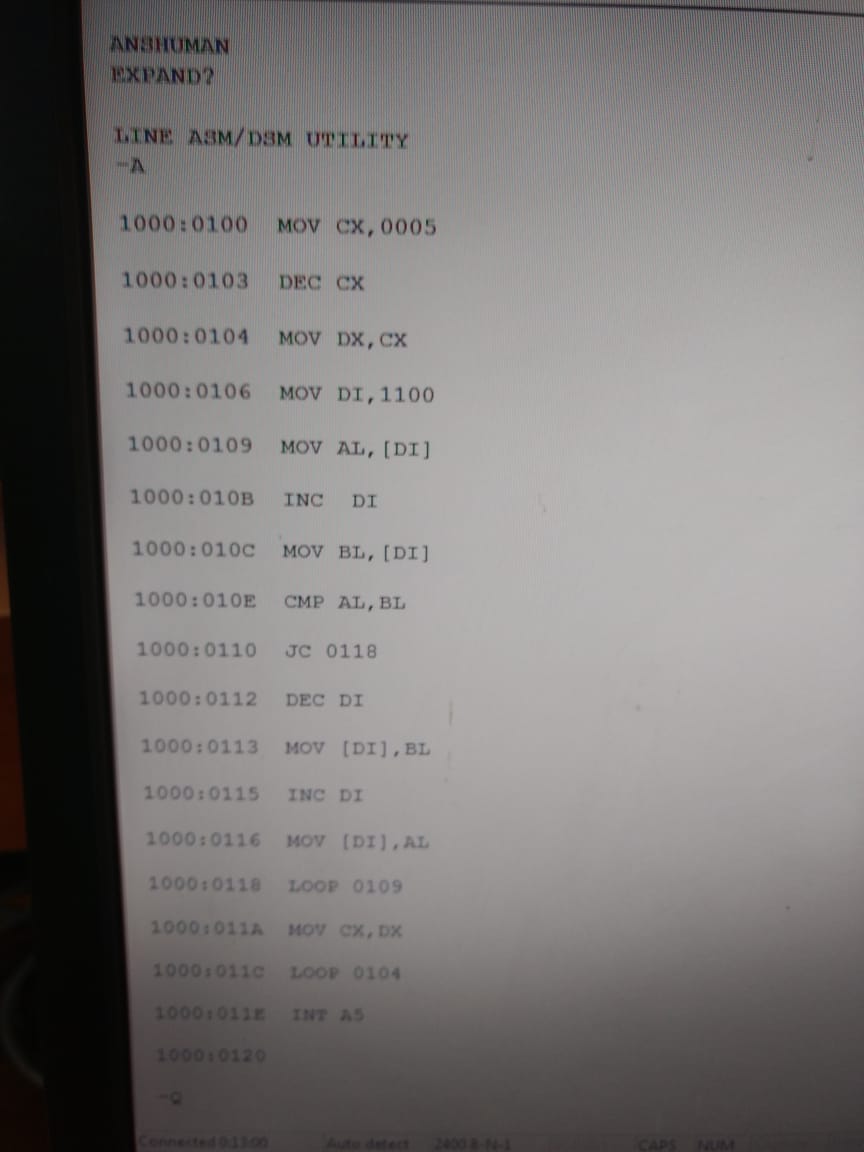 ANSHUMAN
EXPAND?
LINE ASM/DSM UTILITY
-A
1000:0100 MOV CX,0005
1000:0103 DEC CX
1000:0104 MOV DX,CX
1000:0106 MOV DI,1100
1000:0109 MOV AL,[DI]
1000:010B INC DI
1000:010C MOV BL,[DI]
1000:010E CMP AL,BL
1000:0110 JC 0118
1000:0112 DEC DI
1000:0113 MOV [DI],BL
1000:0115 INC DI
1000:0116 MOV [DI],AL
1000:0118 LOOP 0109
1000:011A MOV CX,DX
1000:011C LOOP 0104
1000:011E INT A5
1000:0120
-Q
Connected 0:13:00 Auto detect 2400 8-N-1 CAPS NUM